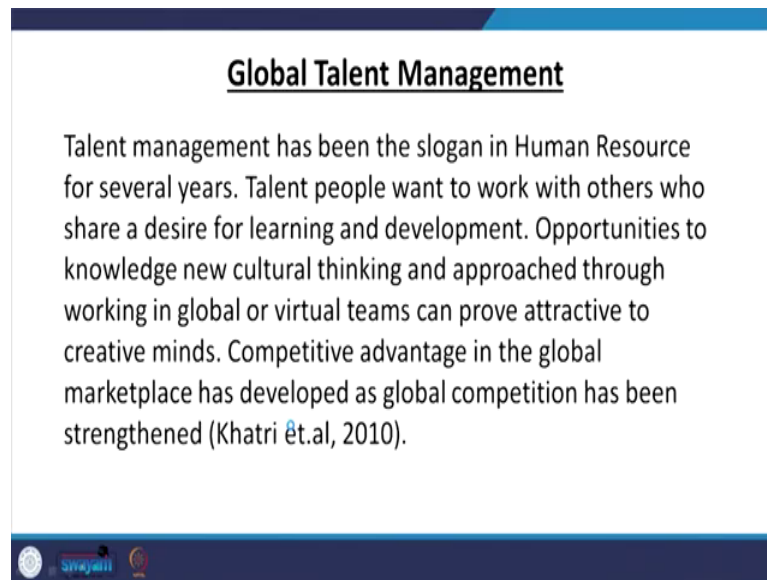 Global Talent Management
Talent management has been the slogan in Human Resource
for several years. Talent people want to work with others who
share a desire for learning and development. Opportunities to
knowledge new cultural thinking and approached through
working in global or virtual teams can prove attractive to
creative minds. Competitive advantage in the global
marketplace has developed as global competition has been
strengthened (Khatri et.al, 2010).
swayam